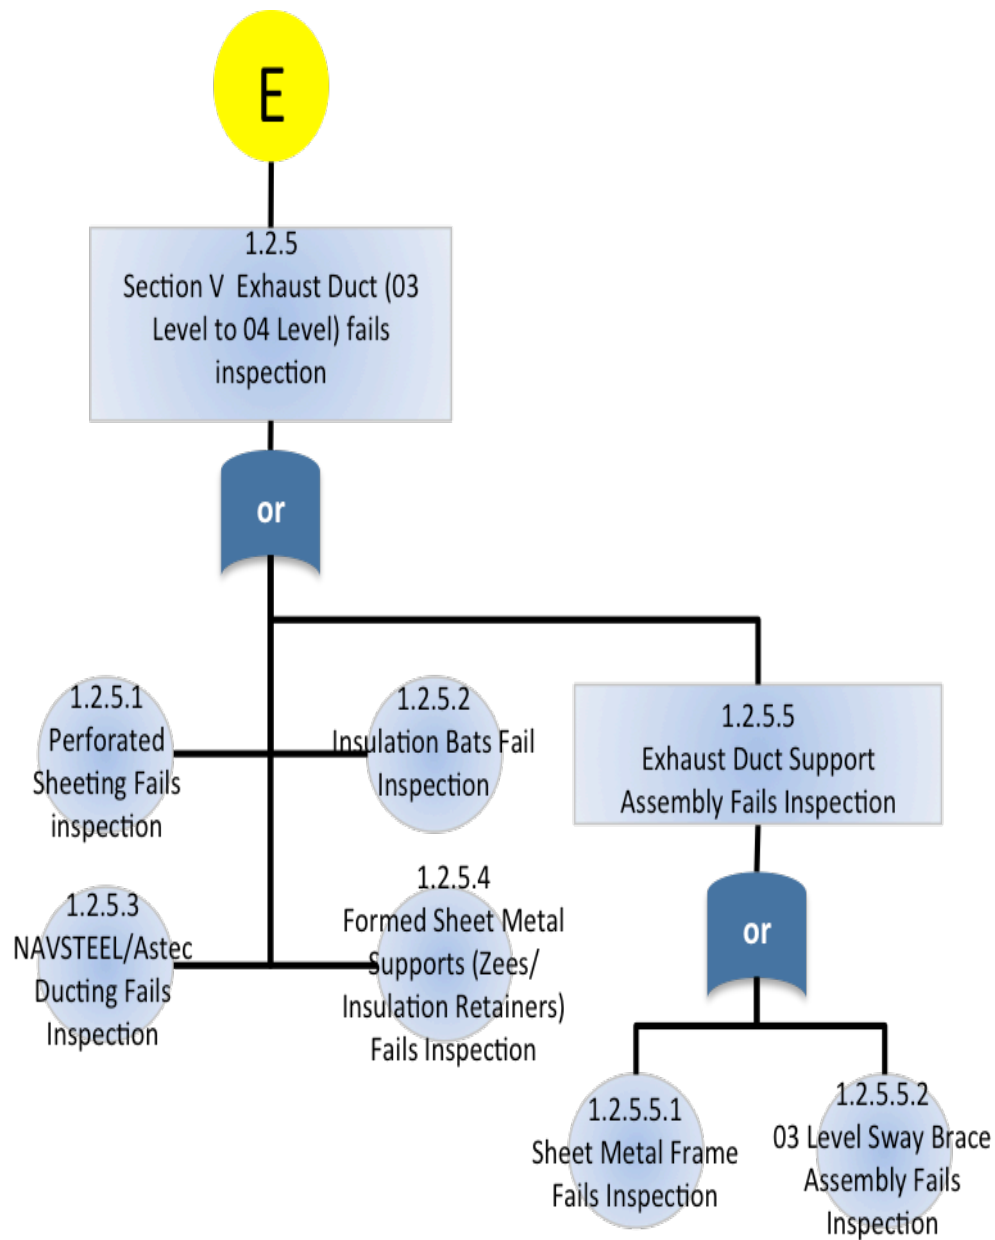 E
1.2.5
Section V  Exhaust Duct (03
Level to 04 Level) fails
inspection
or
1.2.5.1
Perforated
Sheeting Fails
inspection
1.2.5.2
Insulation Bats Fail
Inspection
1.2.5.5
Exhaust Duct Support
Assembly Fails Inspection
1.2.5.3
NAVSTEEL/Astec
Ducting Fails
Inspection
1.2.5.4
Formed Sheet Metal
Supports (Zees/
Insulation Retainers)
Fails Inspection
or
1.2.5.5.1
Sheet Metal Frame
Fails Inspection
1.2.5.5.2
03 Level Sway Brace
Assembly Fails
Inspection